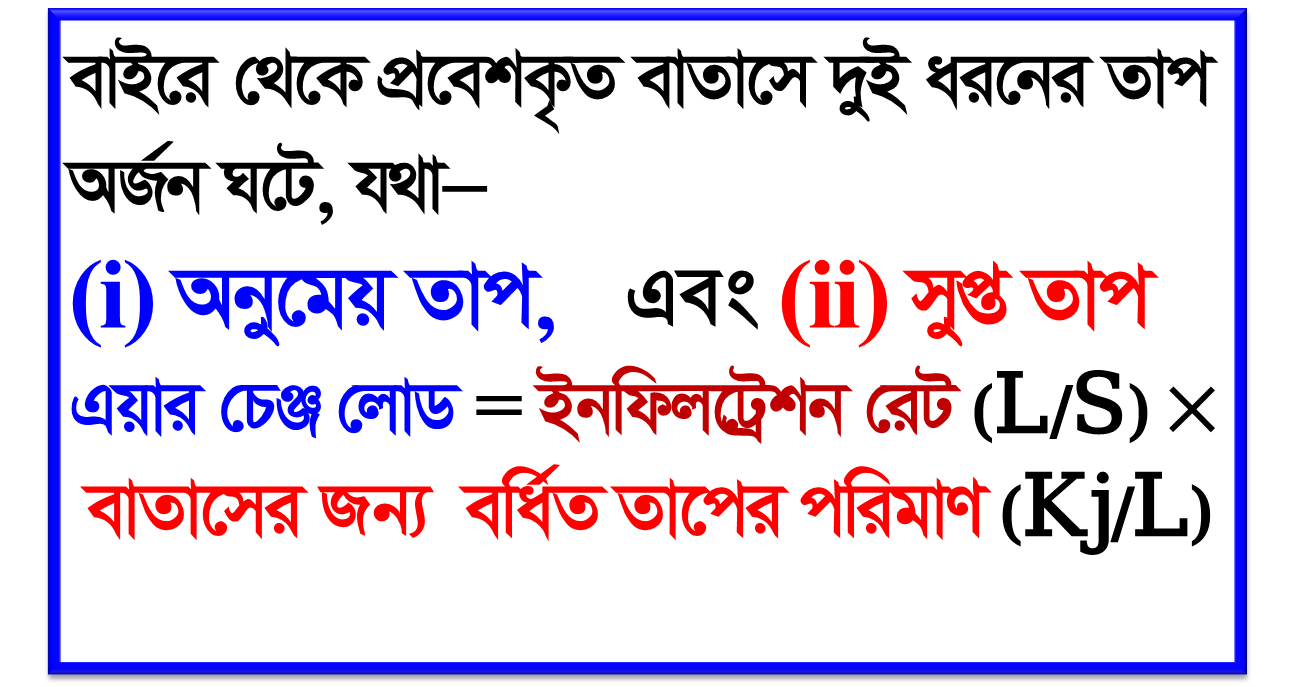 বাইরে থেকে প্রবেশকৃত বাতাসে দুই ধরনের তাপ
অর্জন ঘটে, যথা–
(i) অনুমেয় তাপ, এবং (ii) সুপ্ত তাপ
এয়ার চেঞ্জ লোড = ইনফিলট্রেশন রেট (L/S) ×
বাতাসের জন্য বর্ধিত তাপের পরিমাণ (Kj/L)